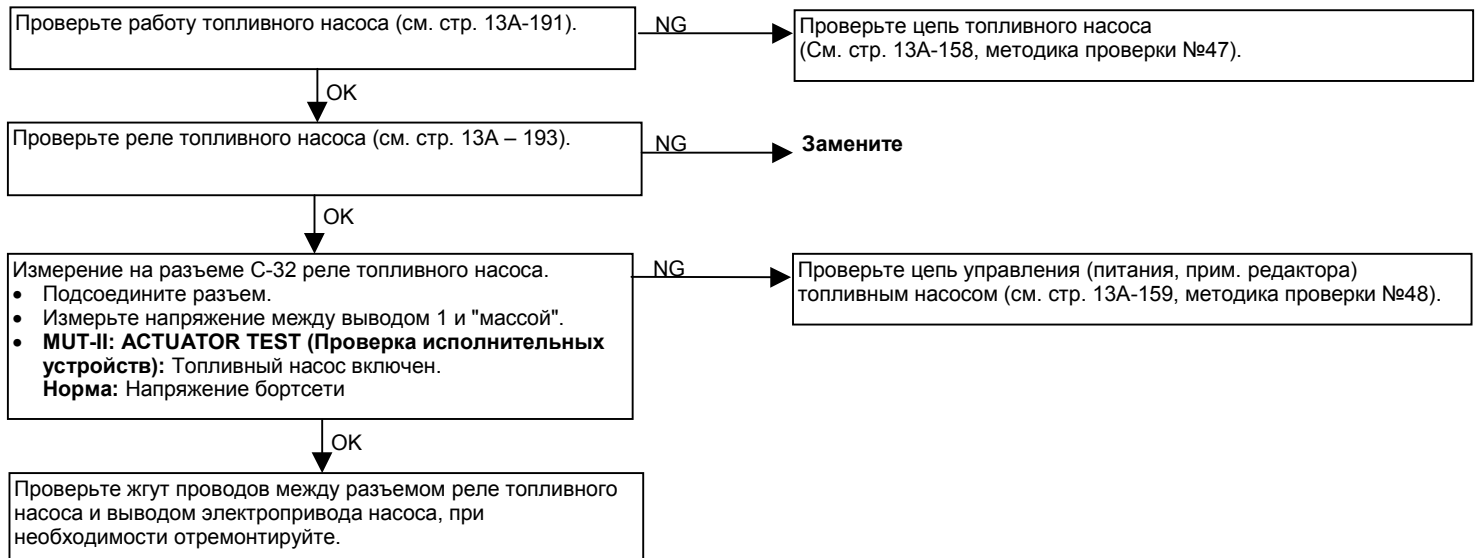 Проверьте работу топливного насоса (см. стр. 13A-191).
NG
Проверьте цепь топливного насоса
(См. стр. 13A-158, методика проверки №47).
OK
Проверьте реле топливного насоса (см. стр. 13A – 193).
NG
Замените
OK
Измерение на разъеме C-32 реле топливного насоса.
• Подсоедините разъем.
• Измерьте напряжение между выводом 1 и "массой".
• MUT-II: ACTUATOR TEST (Проверка исполнительных
устройств): Топливный насос включен.
Норма: Напряжение бортсети
NG
Проверьте цепь управления (питания, прим. редактора)
топливным насосом (см. стр. 13A-159, методика проверки №48).
OK
Проверьте жгут проводов между разъемом реле топливного
насоса и выводом электропривода насоса, при
необходимости отремонтируйте.